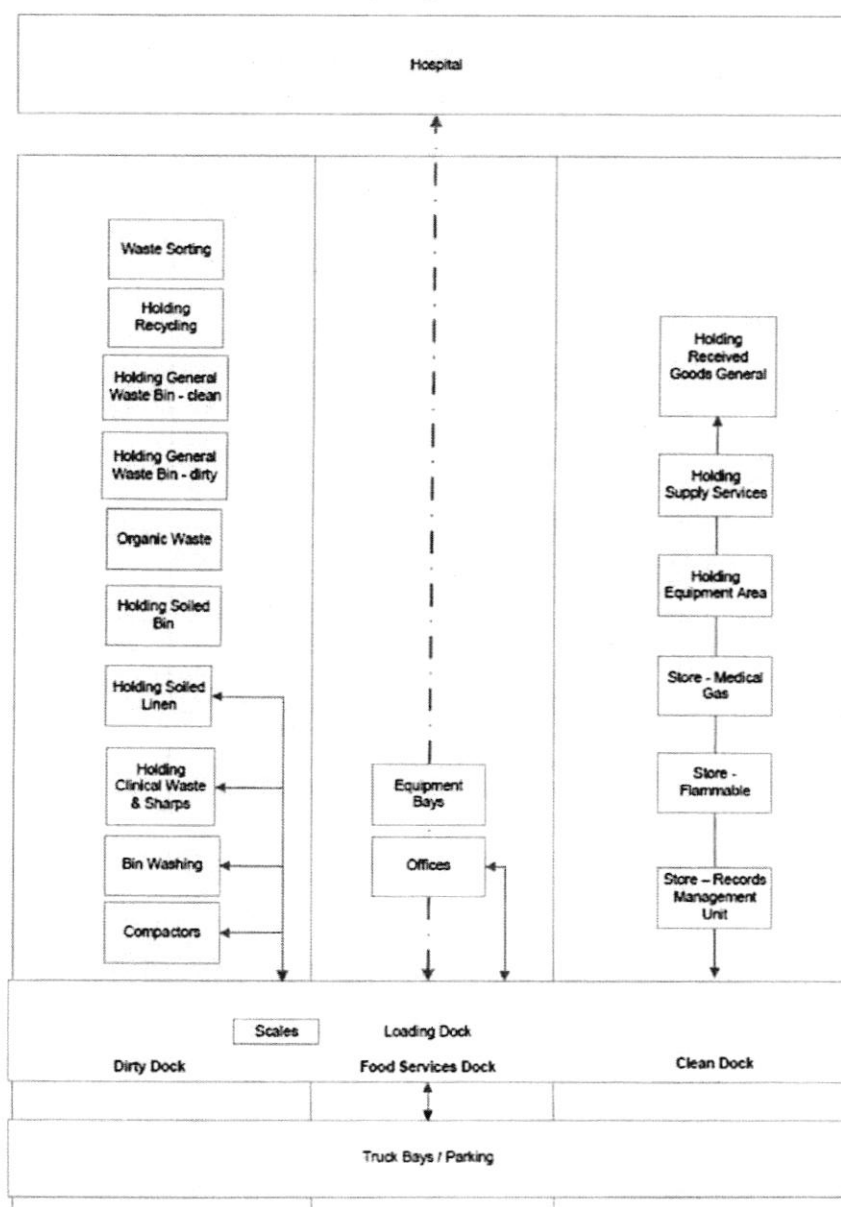 Hospital
Waste Sorting
Holding
Recycling
Holding General
Waste Bin - clean
Holding General
Waste Bin - dirty
Organic Waste
Holding Soiled
Bin
Holding Soiled
Linen
Holding
Clinical Waste
& Sharps
Bin Washing
Compactors
Equipment
Bays
Offices
Holding
Received
Goods General
Holding
Supply Services
Holding
Equipment Area
Store - Medical
Gas
Store -
Flammable
Store – Records
Management
Unit
Scales
Loading Dock
Dirty Dock
Food Services Dock
Clean Dock
Truck Bays / Parking